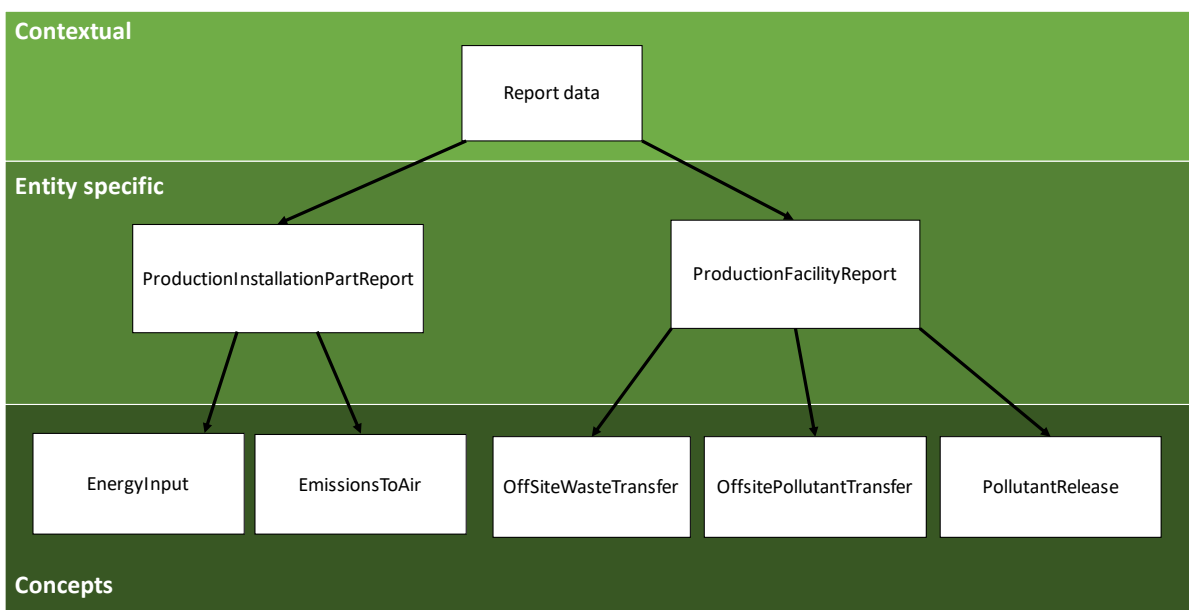 Contextual
Report data
Entity specific
ProductionInstallationPartReport
ProductionFacilityReport
EnergyInput
EmissionsToAir
OffSiteWasteTransfer
OffsitePollutantTransfer
PollutantRelease
Concepts